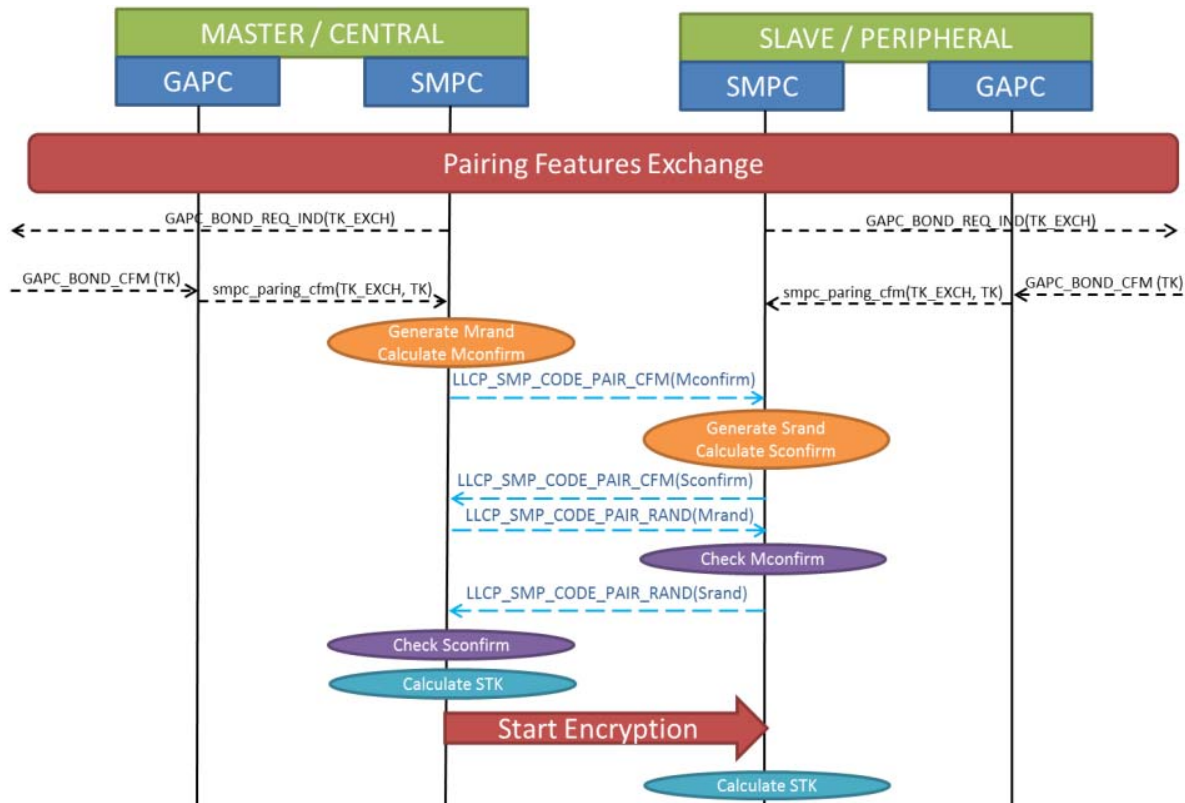 MASTER / CENTRAL
SLAVE / PERIPHERAL
GAPC
SMPC
SMPC
GAPC
Pairing Features Exchange
GAPC_BOND_REQ_IND(TK_EXCH)
GAPC_BOND_REQ_IND(TK_EXCH)
GAPC_BOND_CFM (TK)
smpc_paring_cfm(TK_EXCH, TK)
smpc_paring_cfm(TK_EXCH, TK)
GAPC_BOND_CFM (TK)
Generate Mrand
Calculate Mconfirm
LLCP_SMP_CODE_PAIR_CFM(Mconfirm)
Generate Srand
Calculate Sconfirm
LLCP_SMP_CODE_PAIR_CFM(Sconfirm)
LLCP_SMP_CODE_PAIR_RAND(Mrand)
Check Mconfirm
LLCP_SMP_CODE_PAIR_RAND(Srand)
Check Sconfirm
Calculate STK
Start Encryption
Calculate STK